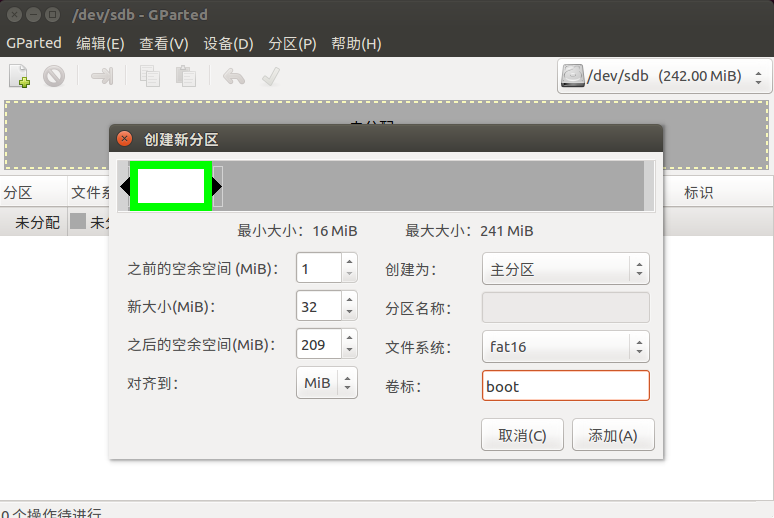 /dev/sdb - GParted
GParted 编辑(E) 查看(V) 设备(D) 分区(P) 帮助(H)
/dev/sdb (242.00 MiB)
创建新分区
分区 标识
未分配
最小大小：16 MiB 最大大小：241 MiB
之前的空余空间 (MiB)： 1 创建为： 主分区
新大小(MiB)： 32 分区名称：
之后的空余空间(MiB)： 209 文件系统： fat16
对齐到： MiB 卷标： boot
取消(C) 添加(A)
0 个操作待进行